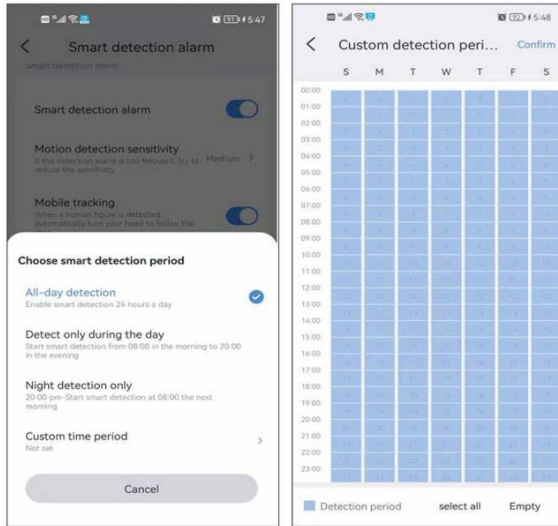 5:47
Smart detection alarm
smart detection alarm
Smart detection alarm
Motion detection sensitivity
If the detection alarm is too frequent, try to reduce the sensitivity
Medium
Mobile tracking
When a human figure is detected,
automatically turn your head to follow the
Choose smart detection period
All-day detection
Enable smart detection 24 hours a day
Detect only during the day
Start smart detection from 08:00 in the morning to 20:00
in the evening
Night detection only
20:00 pm-Start smart detection at 08:00 the next
morning
Custom time period
Not set
Cancel
5:48
Custom detection peri...
Confirm
S M T W T F S
00:00
01:00
02:00
03:00
04:00
05:00
06:00
07:00
08:00
09:00
10:00
11:00
12:00
13:00
14:00
15:00
16:00
17:00
18:00
19:00
20:00
21:00
22:00
23:00
Detection period
select all
Empty